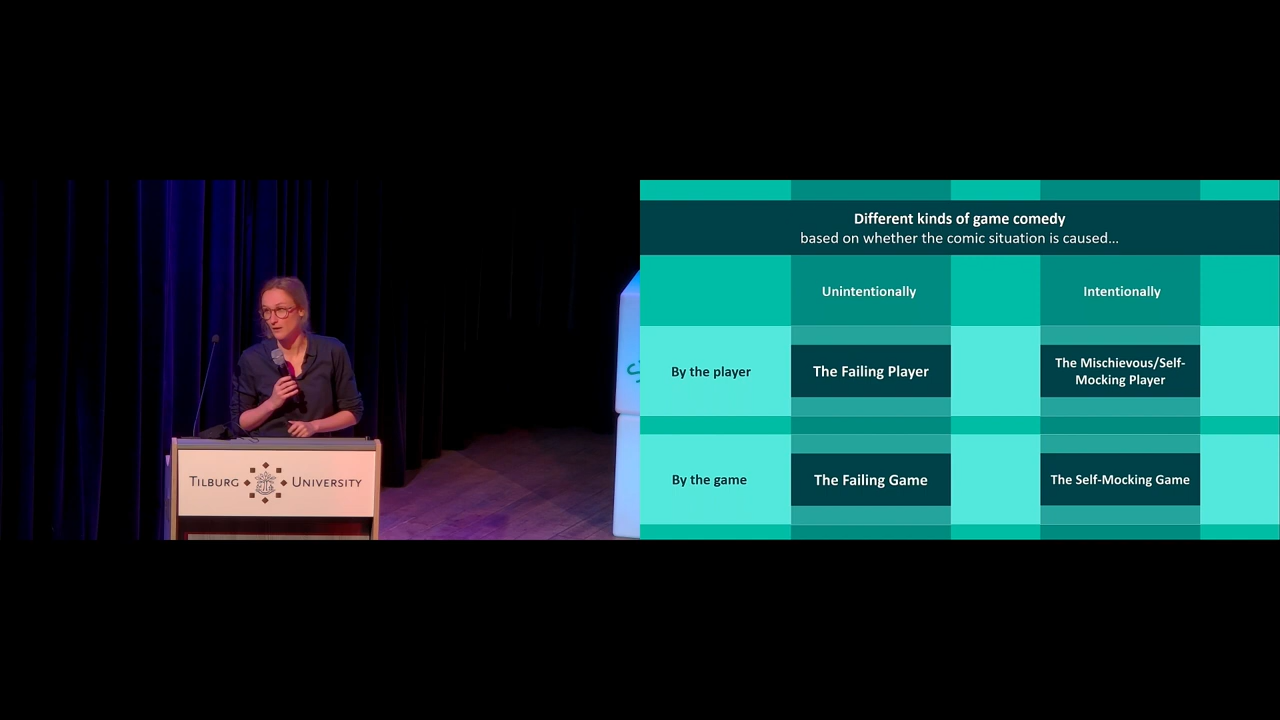 Different kinds of game comedy
based on whether the comic situation is caused...
Unintentionally
Intentionally
By the player
The Failing Player
The Mischievous/Self-
Mocking Player
By the game
The Failing Game
The Self-Mocking Game
TILBURG UNIVERSITY